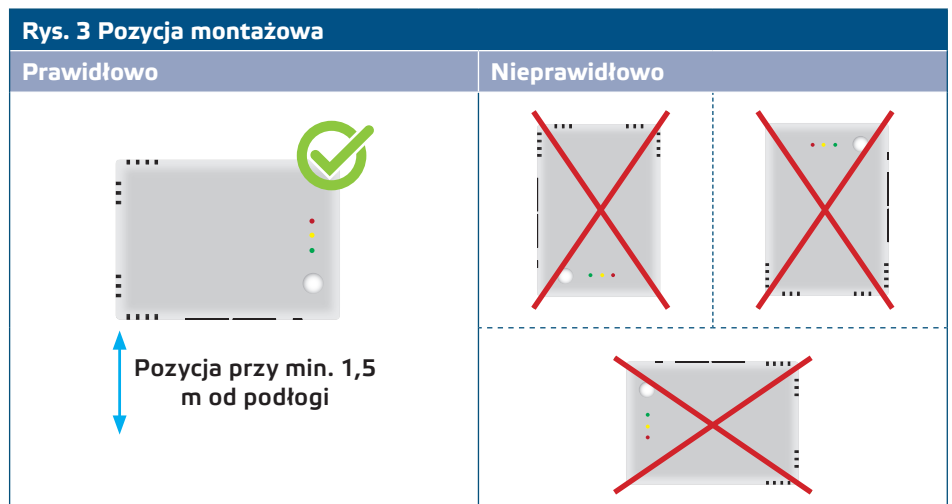 Rys. 3 Pozycja montażowa
Prawidłowo
Nieprawidłowo
Pozycja przy min. 1,5
m od podłogi